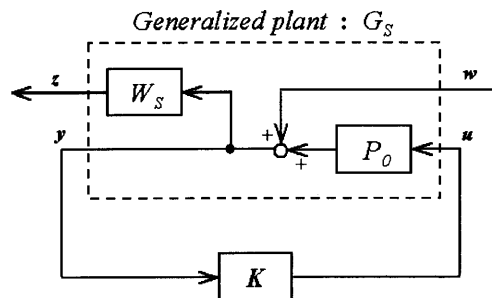 Generalized plant : G_S
z
W_S
w
y
+
+
P_0
u
K